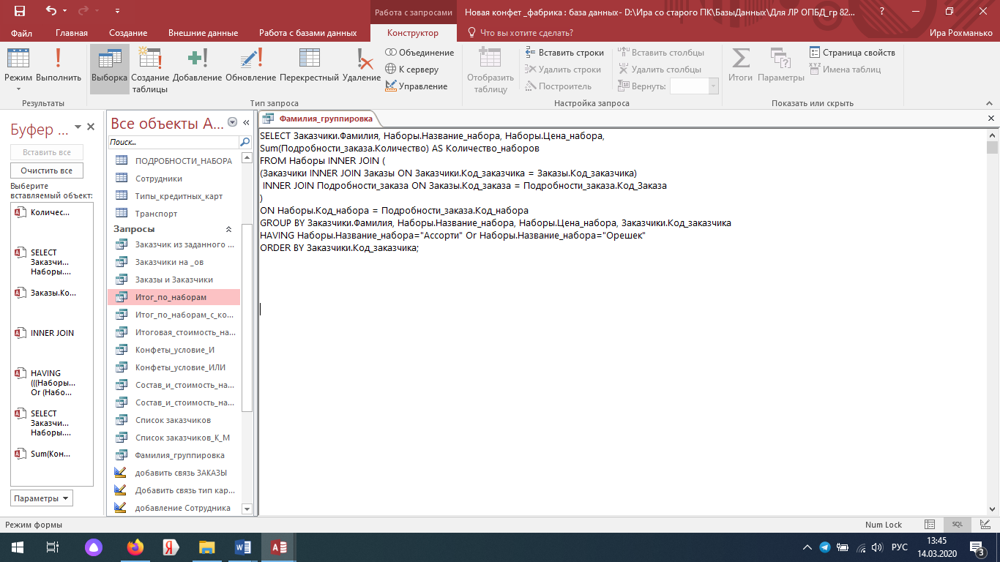 Работа с запросами
Новая конфет _фабрика : база данных- D:\Ира со старого ПК\БазыДанных\Для ЛР ОПБД_гр 82...
?
Файл
Главная
Создание
Внешние данные
Работа с базами данных
Конструктор
Что вы хотите сделать?
Ира Рохманько
Режим
Выполнить
Выборка
Создание таблицы
Добавление
Обновление
Перекрестный
Удаление
Объединение
К серверу
Управление
Отобразить таблицу
Вставить строки
Удалить строки
Построитель
Вставить столбцы
Удалить столбцы
Вернуть:
Итоги
Параметры
Страница свойств
Имена таблиц
Результаты
Тип запроса
Настройка запроса
Показать или скрыть
Буфер ...
Вставить все
Очистить все
Выберите
вставляемый объект:
Количес...
SELECT
Заказчи...
Наборы....
Заказы.Ко...
INNER JOIN
HAVING
(((Наборы...
Or (Набо...
SELECT
Заказчи...
Наборы....
Sum(Кон...
Параметры
Все объекты A...
Поиск...
ПОДРОБНОСТИ_НАБОРА
Сотрудники
Типы_кредитных_карт
Транспорт
Запросы
Заказчик из заданного ...
Заказчики на _ов
Заказы и Заказчики
Итог_по_наборам
Итог_по_наборам_с_ко...
Итоговая_стоимость_на...
Конфеты_условие_И
Конфеты_условие_ИЛИ
Состав_и_стоимость_на...
Состав_и_стоимость_на...
Список заказчиков
Список заказчиков_К_М
Фамилия_группировка
добавить связь ЗАКАЗЫ
Добавить связь тип кар...
добавление Сотрудника
Фамилия_группировка
SELECT Заказчики.Фамилия, Наборы.Название_набора, Наборы.Цена_набора,
Sum(Подробности_заказа.Количество) AS Количество_наборов
FROM Наборы INNER JOIN (
(Заказчики INNER JOIN Заказы ON Заказчики.Код_заказчика = Заказы.Код_заказчика)
INNER JOIN Подробности_заказа ON Заказы.Код_заказа = Подробности_заказа.Код_Заказа
)
ON Наборы.Код_набора = Подробности_заказа.Код_набора
GROUP BY Заказчики.Фамилия, Наборы.Название_набора, Наборы.Цена_набора, Заказчики.Код_заказчика
HAVING Наборы.Название_набора="Ассорти" Or Наборы.Название_набора="Орешек"
ORDER BY Заказчики.Код_заказчика;
Режим формы
Num Lock
SQL
РУС
13:45
14.03.2020
3